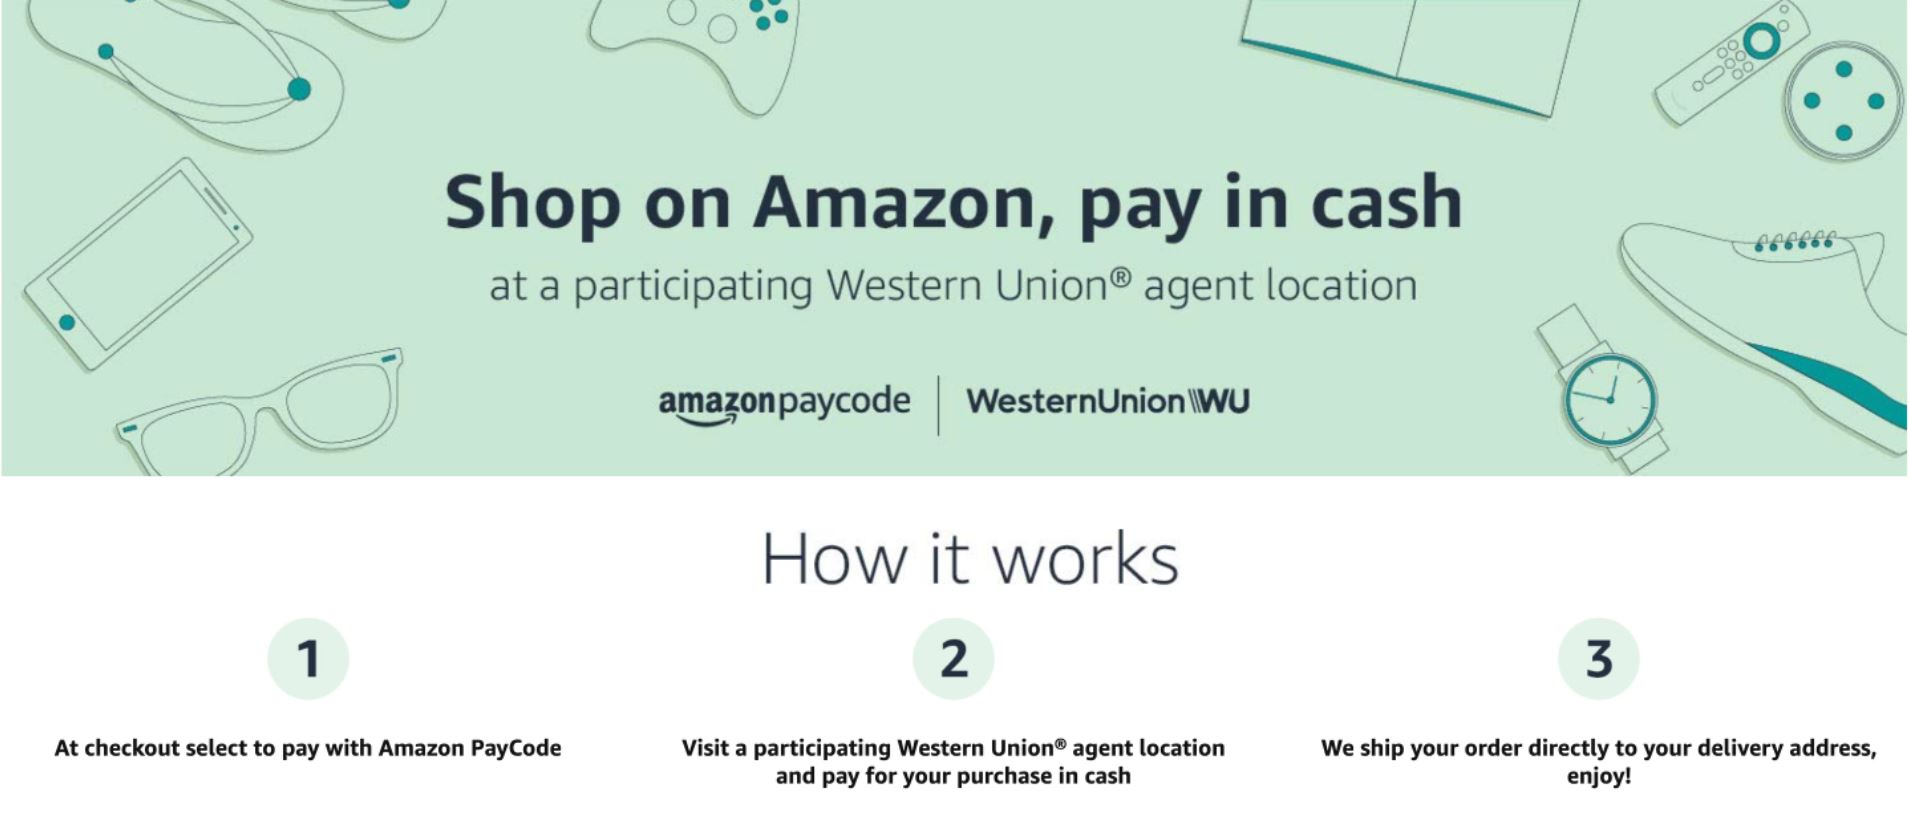 Shop on Amazon, pay in cash
at a participating Western Union® agent location
amazonpaycode
WesternUnion \\WU
How it works
1
At checkout select to pay with Amazon PayCode
2
Visit a participating Western Union® agent location
and pay for your purchase in cash
3
We ship your order directly to your delivery address,
enjoy!